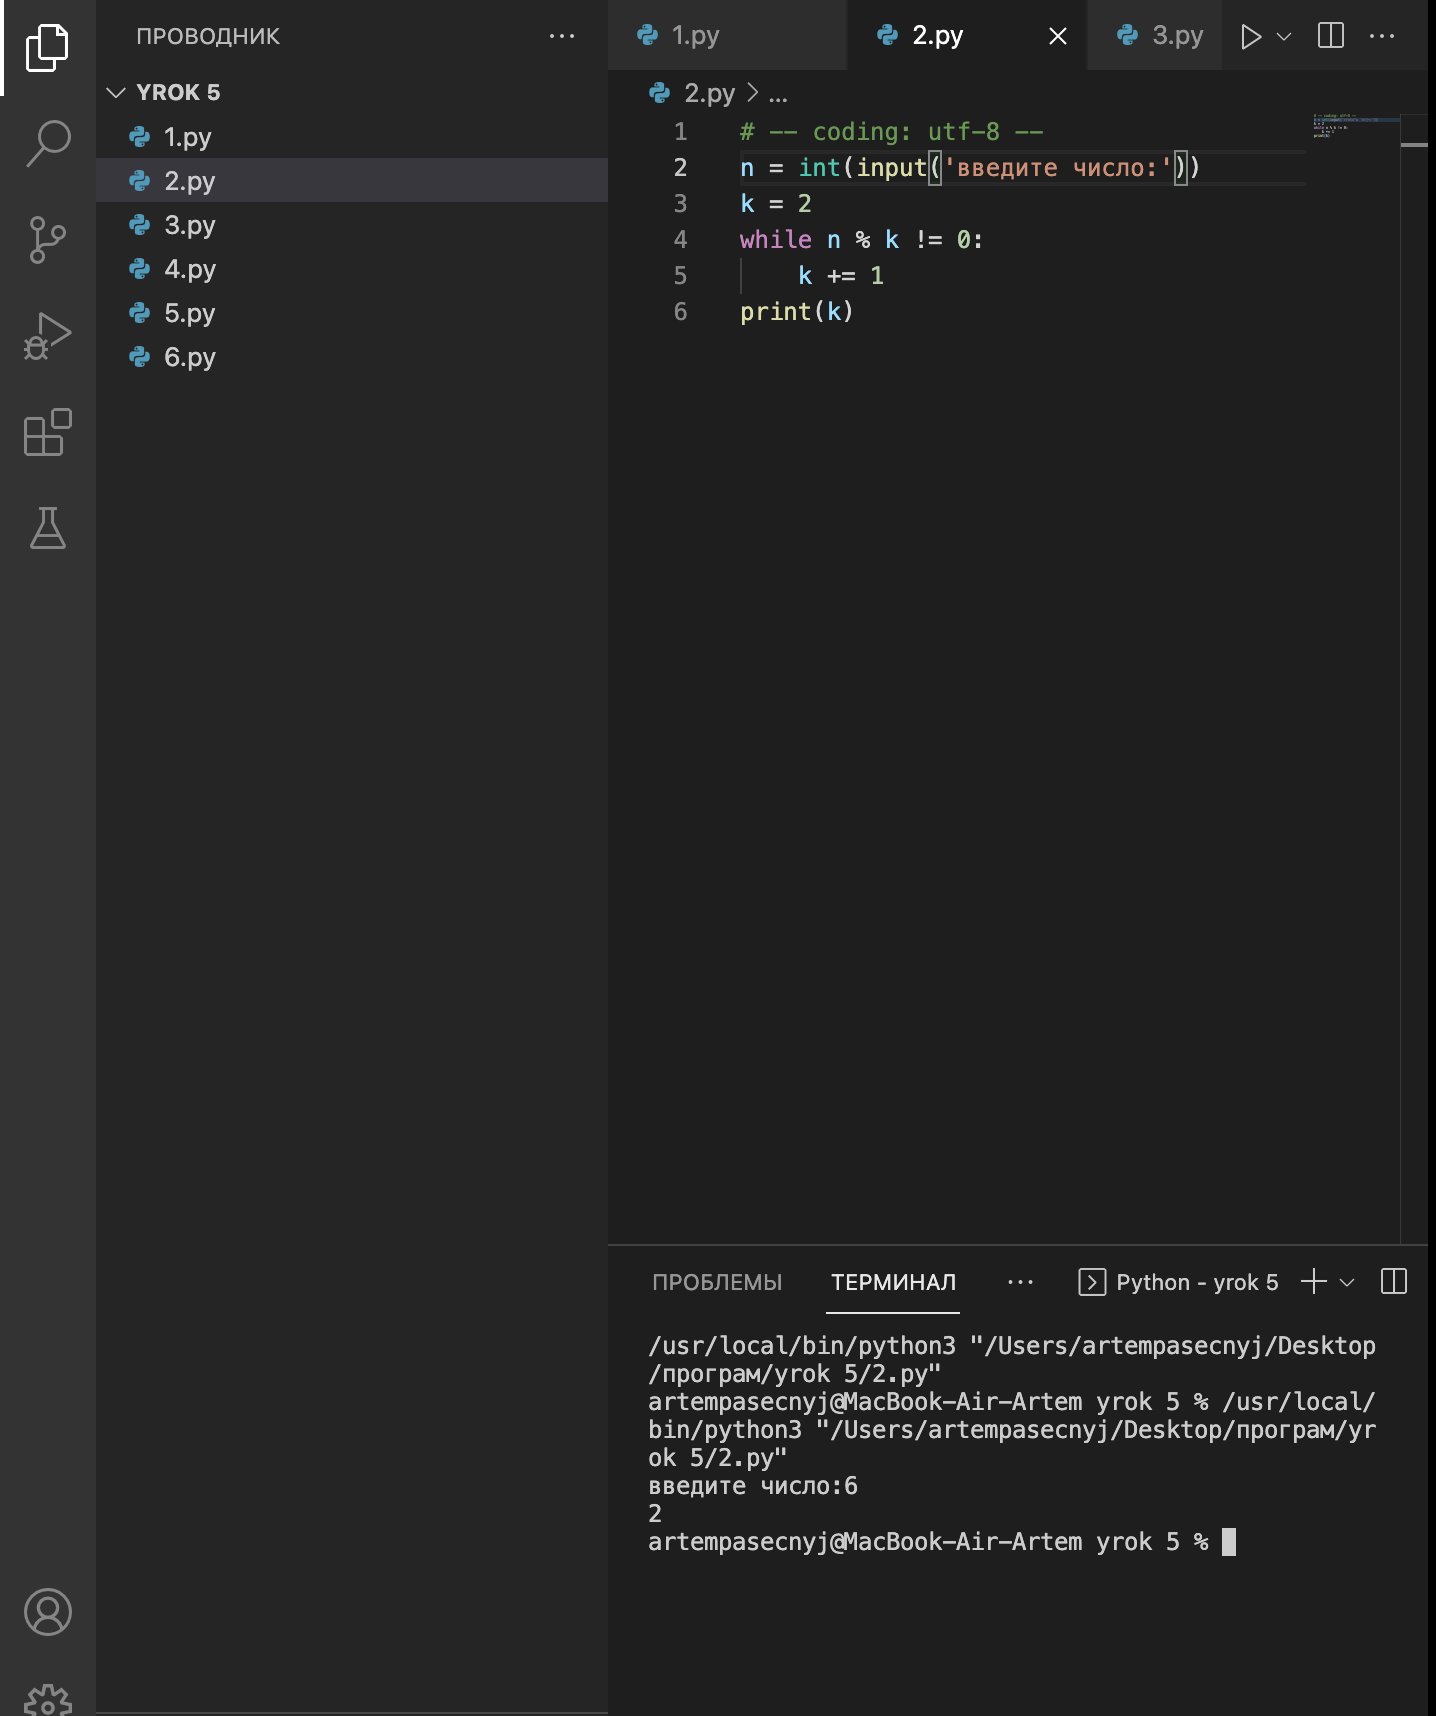 ПРОВОДНИК
YROK 5
1.py
2.py
3.py
4.py
5.py
6.py
1.py
2.py
3.py
2.py > ...
1 # -- coding: utf-8 --
2 n = int(input('введите число:'))
3 k = 2
4 while n % k != 0:
5 k += 1
6 print(k)
ПРОБЛЕМЫ ТЕРМИНАЛ ... Python - yrok 5
/usr/local/bin/python3 "/Users/artempasecnyj/Desktop
/програм/yrok 5/2.py"
artempasecnyj@MacBook-Air-Artem yrok 5 % /usr/local/
bin/python3 "/Users/artempasecnyj/Desktop/програм/yr
ok 5/2.py"
введите число:6
2
artempasecnyj@MacBook-Air-Artem yrok 5 %